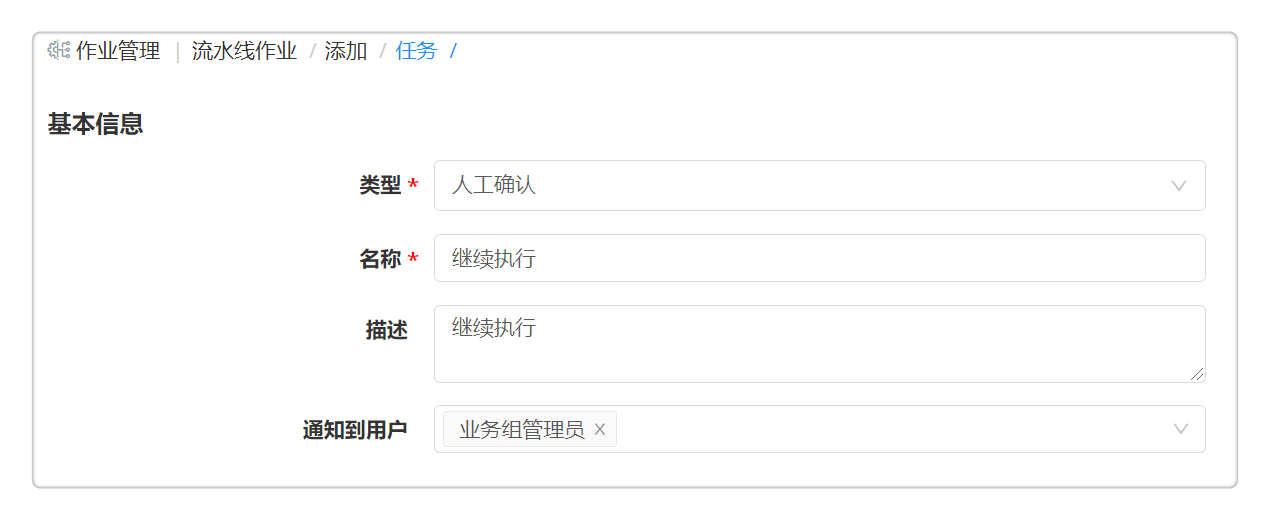 作业管理 | 流水线作业 / 添加 / 任务 /
基本信息
类型 * 人工确认
名称 * 继续执行
描述 继续执行
通知到用户 业务组管理员 ×